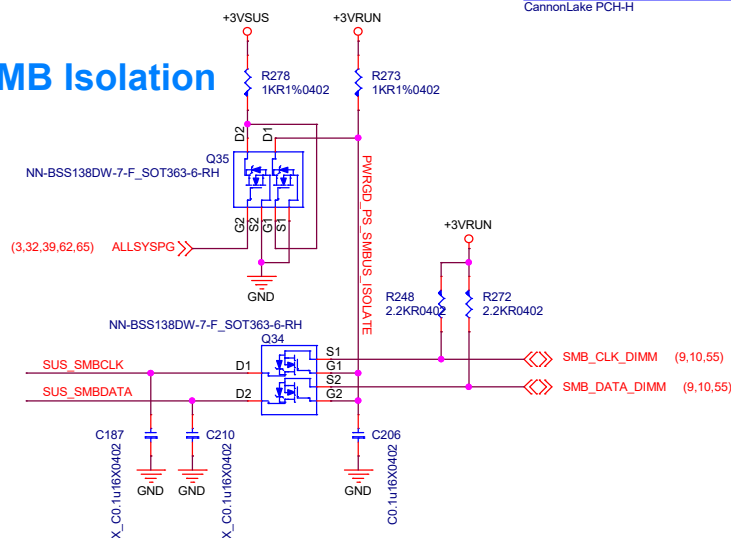 CannonLake PCH-H
+3VSUS
+3VRUN
MB Isolation
R278
1KR1%0402
R273
1KR1%0402
D2
D1
Q35
NN-BSS138DW-7-F_SOT363-6-RH
G2
S2
G1
S1
(3,32,39,62,65)
ALLSYSPG
GND
PWRGD_PS_SMBUS_ISOLATE
+3VRUN
R248
2.2KR0402
R272
2.2KR0402
NN-BSS138DW-7-F_SOT363-6-RH
Q34
SUS_SMBCLK
D1
S1
G1
SMB_CLK_DIMM
(9,10,55)
SUS_SMBDATA
D2
S2
G2
SMB_DATA_DIMM
(9,10,55)
C187
X_C0.1u16X0402
GND
C210
X_C0.1u16X0402
GND
C206
C0.1u16X0402
GND